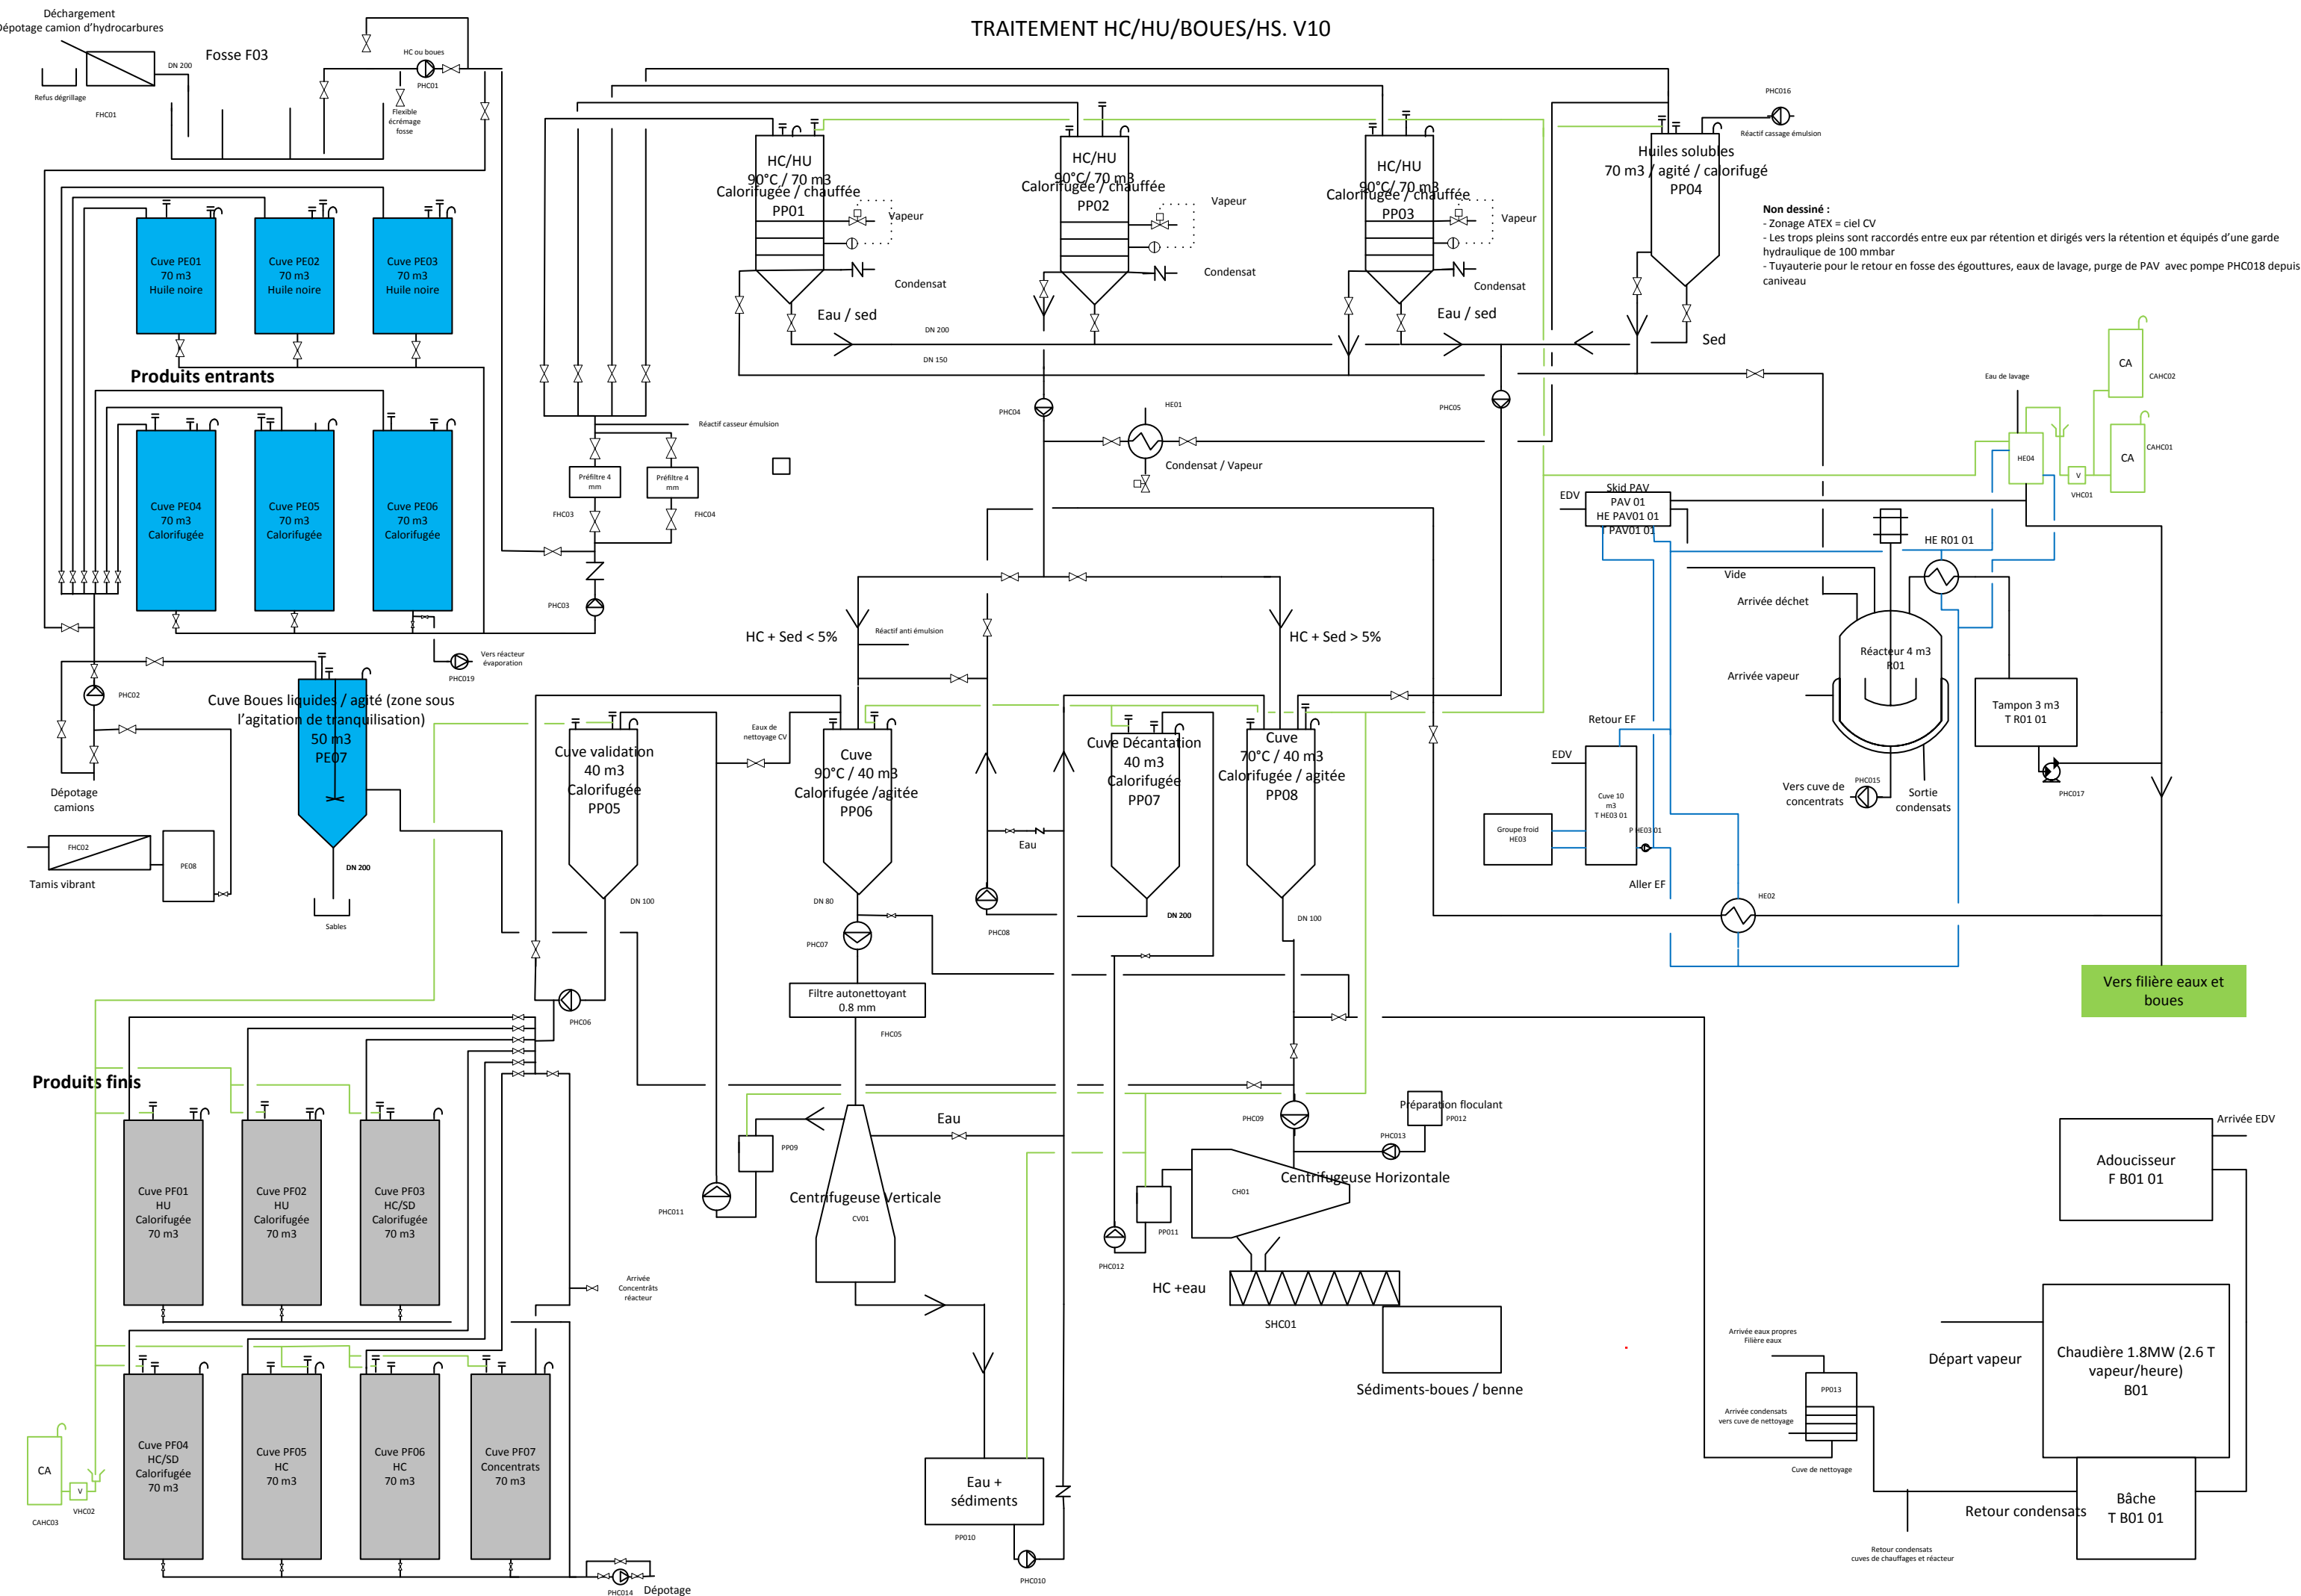 TRAITEMENT HC/HU/BOUES/HS. V10
Déchargement
Dépotage camion d'hydrocarbures
Fosse F03
DN 200
Refus dégrillage
FHC01
HC ou boues
PHC01
Flexible
écrémage
fosse
Cuve PE01
70 m3
Huile noire
Cuve PE02
70 m3
Huile noire
Cuve PE03
70 m3
Huile noire
Produits entrants
Cuve PE04
70 m3
Calorifugée
Cuve PE05
70 m3
Calorifugée
Cuve PE06
70 m3
Calorifugée
HC/HU
90°C / 70 m3
Calorifugée / chauffée
PP01
Vapeur
Condensat
Eau / sed
HC/HU
90°C / 70 m3
Calorifugée / chauffée
PP02
Vapeur
Condensat
HC/HU
90°C / 70 m3
Calorifugée / chauffée
PP03
Vapeur
Condensat
Eau / sed
DN 200
DN 150
PHC016
Réactif cassage émulsion
Huiles solubles
70 m3 / agité / calorifugé
PP04
Sed
Non dessiné :
- Zonage ATEX = ciel CV
- Les trops pleins sont raccordés entre eux par rétention et dirigés vers la rétention et équipés d'une garde
hydraulique de 100 mmbar
- Tuyauterie pour le retour en fosse des égouttures, eaux de lavage, purge de PAV avec pompe PHC018 depuis
caniveau
Réactif casseur émulsion
Préfiltre 4
mm
Préfiltre 4
mm
FHC03
FHC04
PHC03
PHC04
HE01
Condensat / Vapeur
PHC05
Eau de lavage
CA
CAHC02
CA
CAHC01
HE04
V
VHC01
EDV
Skid PAV
PAV 01
HE PAV01 01
T PAV01 01
HE R01 01
Vide
Arrivée déchet
Réacteur 4 m3
R01
Arrivée vapeur
Tampon 3 m3
T R01 01
PHC017
PHC015
Vers cuve de
concentrats
Sortie
condensats
Retour EF
EDV
Cuve 10
m3
T HE03 01
P HE03 01
Groupe froid
HE03
Aller EF
HE02
Vers filière eaux et
boues
PHC02
Vers réacteur
évaporation
PHC019
Cuve Boues liquides / agité (zone sous
l'agitation de tranquilisation)
50 m3
PE07
Dépotage
camions
FHC02
PE08
Tamis vibrant
DN 200
Sables
HC + Sed < 5%
Réactif anti émulsion
HC + Sed > 5%
Eaux de
nettoyage CV
Cuve validation
40 m3
Calorifugée
PP05
DN 100
Cuve
90°C / 40 m3
Calorifugée /agitée
PP06
DN 80
Eau
Cuve Décantation
40 m3
Calorifugée
PP07
DN 200
Cuve
70°C / 40 m3
Calorifugée / agitée
PP08
DN 100
PHC08
PHC07
Filtre autonettoyant
0.8 mm
FHC05
PHC06
Produits finis
Cuve PF01
HU
Calorifugée
70 m3
Cuve PF02
HU
Calorifugée
70 m3
Cuve PF03
HC/SD
Calorifugée
70 m3
Cuve PF04
HC/SD
Calorifugée
70 m3
Cuve PF05
HC
70 m3
Cuve PF06
HC
70 m3
Cuve PF07
Concentrats
70 m3
CA
V
VHC02
CAHC03
Arrivée
Concentrâts
réacteur
PHC014
Dépotage
PP09
PHC011
Eau
Centrifugeuse Verticale
CV01
Eau +
sédiments
PP010
PHC010
PHC09
PHC013
Préparation floculant
PP012
Centrifugeuse Horizontale
CH01
PP011
PHC012
HC +eau
SHC01
Sédiments-boues / benne
Arrivée EDV
Adoucisseur
F B01 01
Départ vapeur
Chaudière 1.8MW (2.6 T
vapeur/heure)
B01
Bâche
T B01 01
Arrivée eaux propres
Filière eaux
PP013
Arrivée condensats
vers cuve de nettoyage
Cuve de nettoyage
Retour condensats
Retour condensats
cuves de chauffages et réacteur